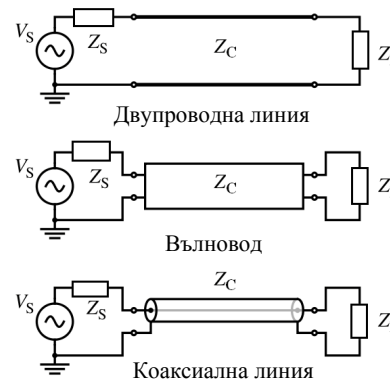 V_S Z_S Z_C Z
Двупроводна линия
V_S Z_S Z_C Z
Вълновод
V_S Z_S Z_C Z
Коаксиална линия